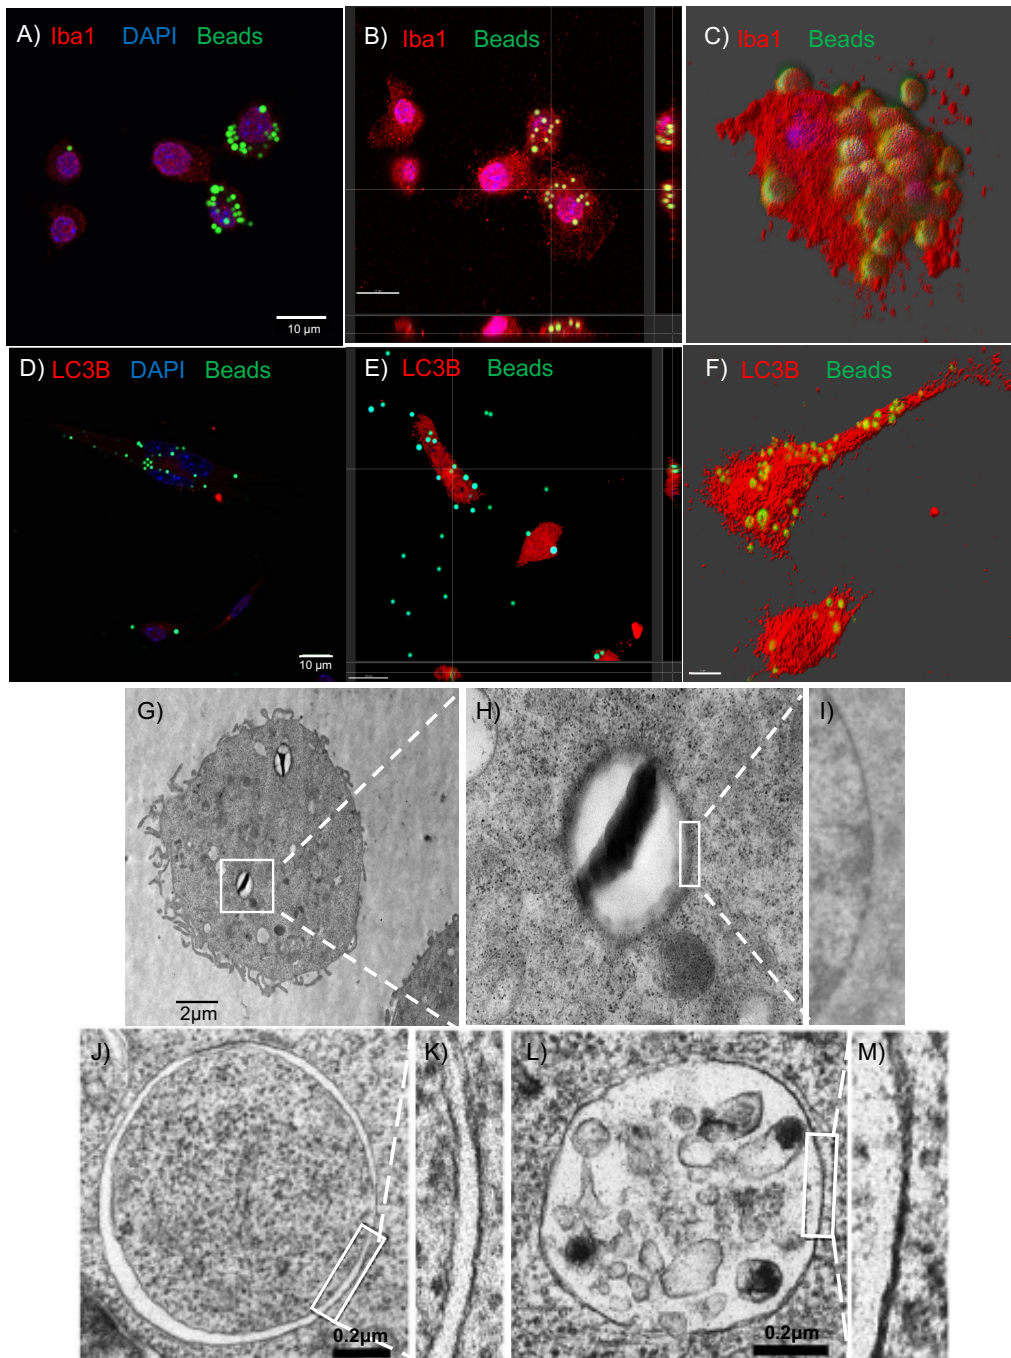 A) Iba1 DAPI Beads
10 µm
B) Iba1 Beads
C) Iba1 Beads
D) LC3B DAPI Beads
10 µm
E) LC3B Beads
F) LC3B Beads
G)
2µm
H)
I)
J)
0.2µm
K)
L)
0.2µm
M)